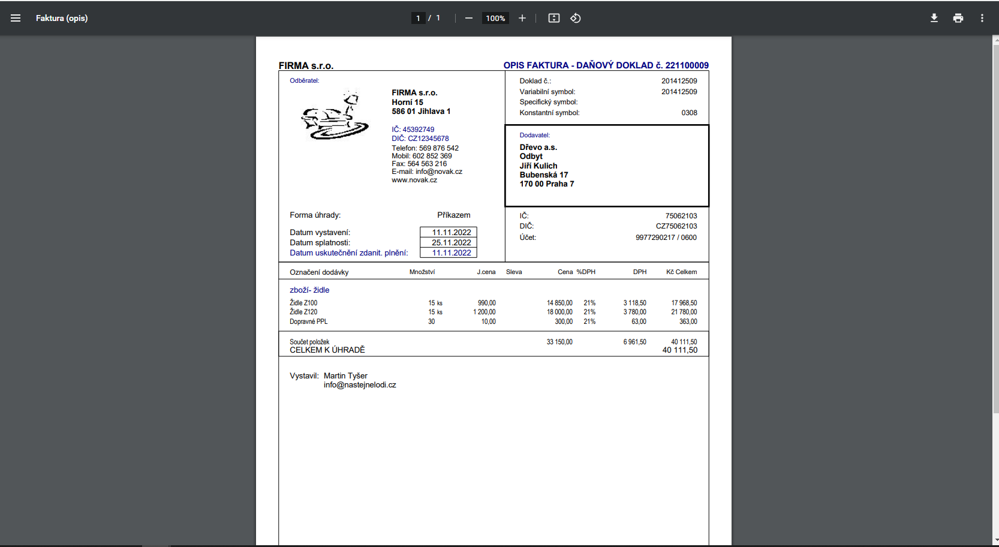 Faktura (opis)
1 / 1
100%
FIRMA s.r.o.
OPIS FAKTURA - DAŇOVÝ DOKLAD č. 221100009
Odběratel:
FIRMA s.r.o.
Horní 15
586 01 Jihlava 1
IČ: 45392749
DIČ: CZ12345678
Telefon: 569 876 542
Mobil: 602 852 369
Fax: 564 563 216
E-mail: info@novak.cz
www.novak.cz
Doklad č.: 201412509
Variabilní symbol: 201412509
Specifický symbol:
Konstantní symbol: 0308
Dodavatel:
Dřevo a.s.
Odbyt
Jiří Kulich
Bubenská 17
170 00 Praha 7
Forma úhrady: Příkazem
Datum vystavení: 11.11.2022
Datum splatnosti: 25.11.2022
Datum uskutečnění zdanit. plnění: 11.11.2022
IČ: 75062103
DIČ: CZ75062103
Účet: 9977290217 / 0600
Označení dodávky Množství J.cena Sleva Cena %DPH DPH Kč Celkem
zboží- židle
Židle Z100 15 ks 990,00 14 850,00 21% 3 118,50 17 968,50
Židle Z120 15 ks 1 200,00 18 000,00 21% 3 780,00 21 780,00
Dopravné PPL 30 10,00 300,00 21% 63,00 363,00
Součet položek 33 150,00 6 961,50 40 111,50
CELKEM K ÚHRADĚ 40 111,50
Vystavil: Martin Tyšer
info@nastejnelodi.cz